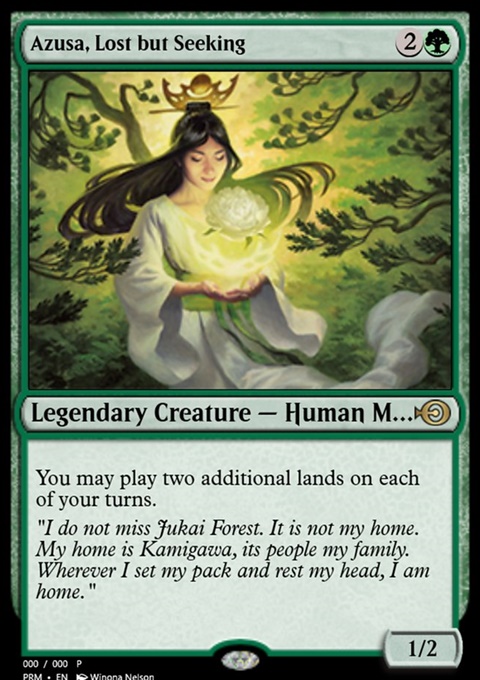 Azusa, Lost but Seeking 2
Legendary Creature — Human M...
You may play two additional lands on each
of your turns.
"I do not miss Jukai Forest. It is not my home.
My home is Kamigawa, its people my family.
Wherever I set my pack and rest my head, I am
home."
1/2
000 / 000 P
PRM • EN Winona Nelson